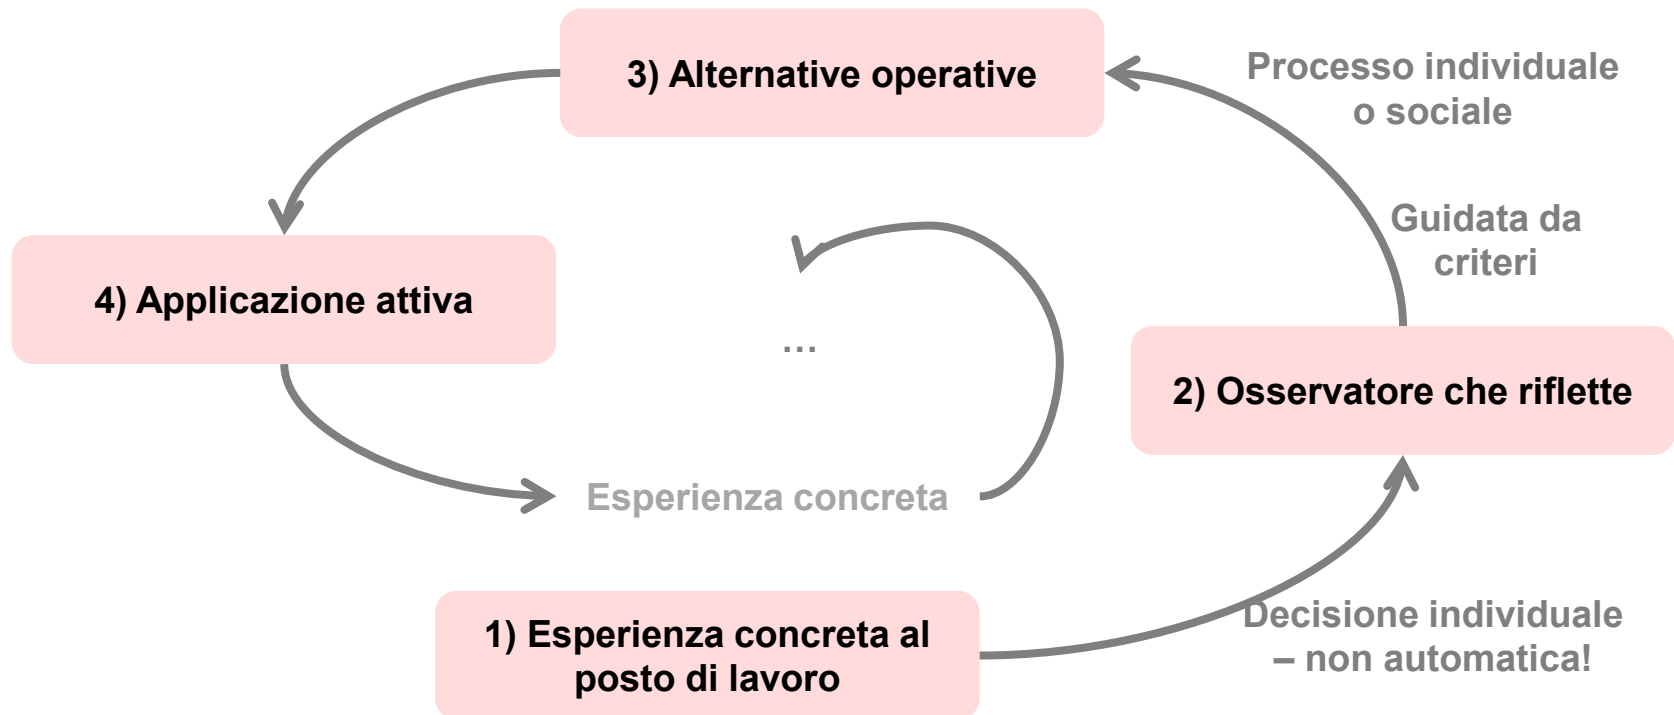 3) Alternative operative
Processo individuale
o sociale
Guidata da
criteri
4) Applicazione attiva
…
2) Osservatore che riflette
Esperienza concreta
1) Esperienza concreta al
posto di lavoro
Decisione individuale
– non automatica!